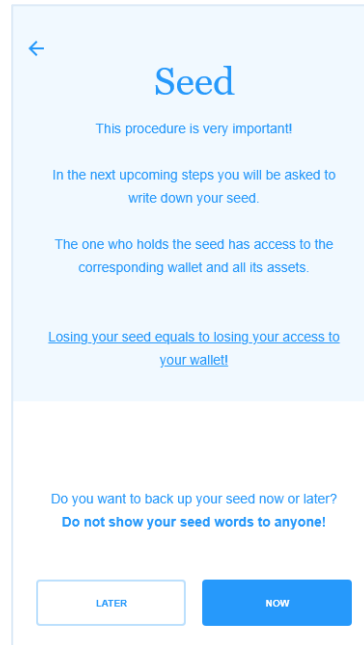 Seed
This procedure is very important!
In the next upcoming steps you will be asked to
write down your seed.
The one who holds the seed has access to the
corresponding wallet and all its assets.
Losing your seed equals to losing your access to
your wallet!
Do you want to back up your seed now or later?
Do not show your seed words to anyone!
LATER
NOW